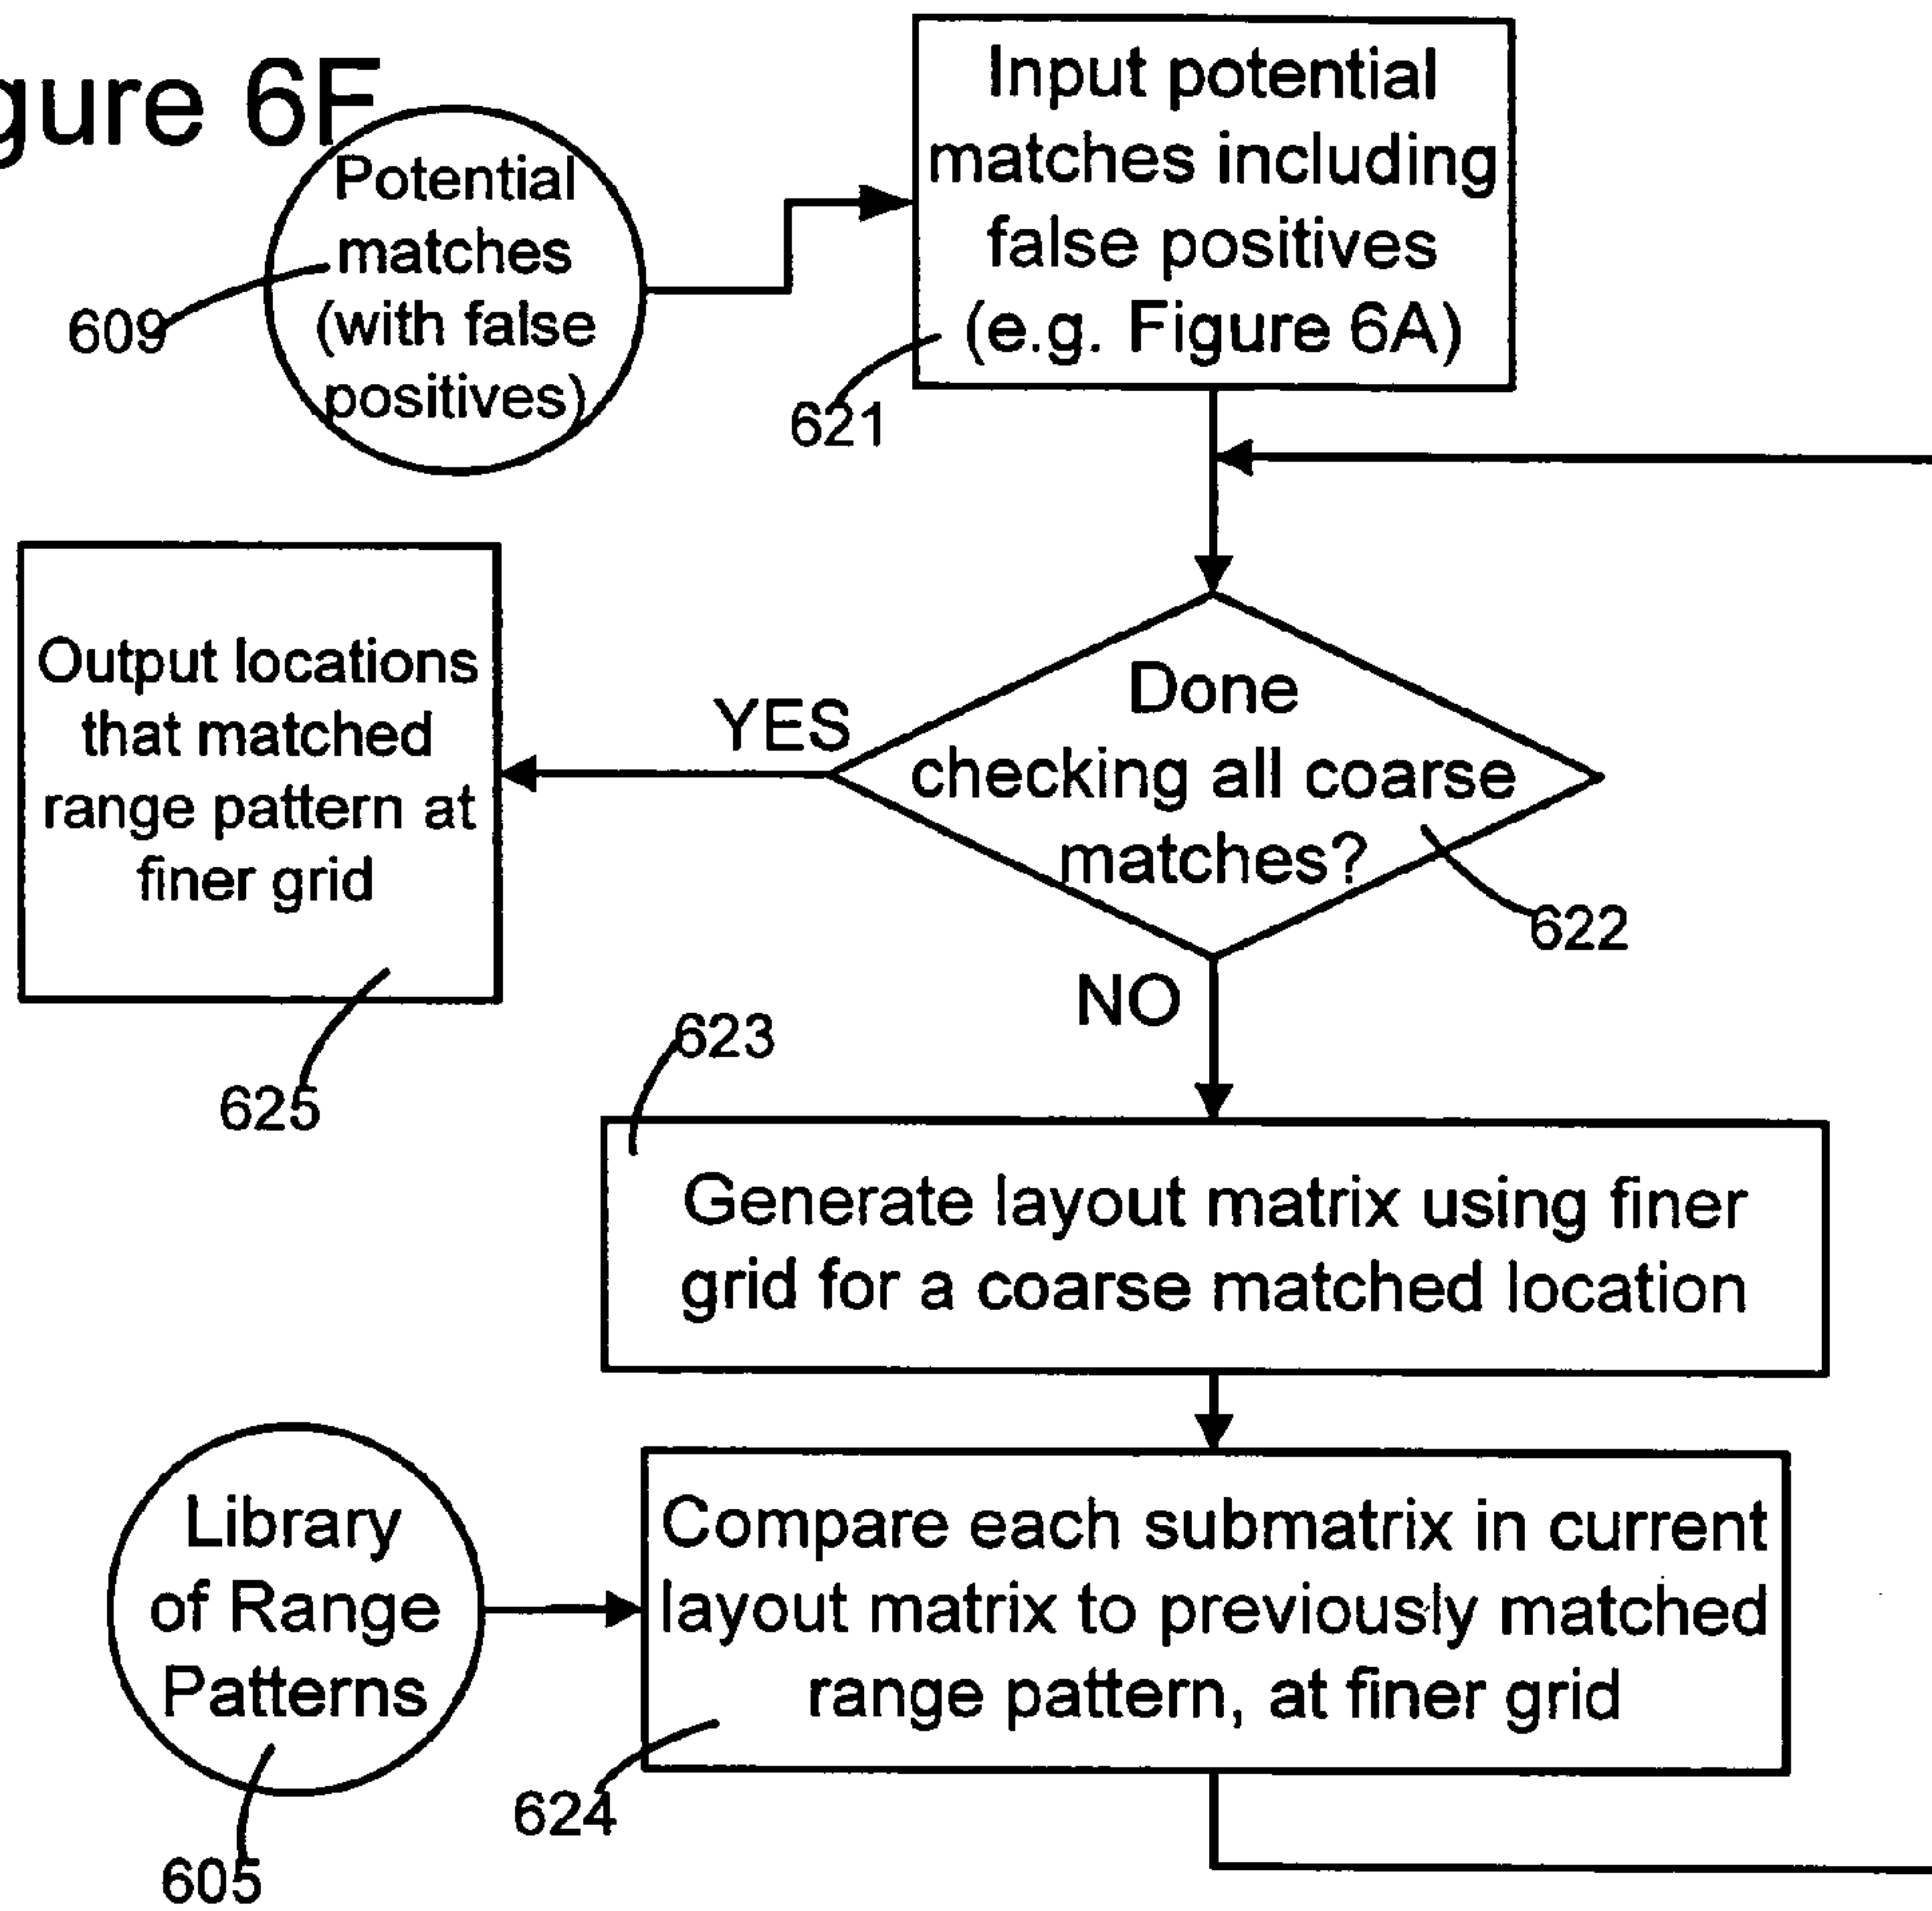 gure 6F
Potential
matches
(with false
positives)
609
Input potential
matches including
false positives
(e.g. Figure 6A)
621
Done
checking all coarse
matches?
622
YES
NO
Output locations
that matched
range pattern at
finer grid
625
623
Generate layout matrix using finer
grid for a coarse matched location
Library
of Range
Patterns
605
Compare each submatrix in current
layout matrix to previously matched
range pattern, at finer grid
624